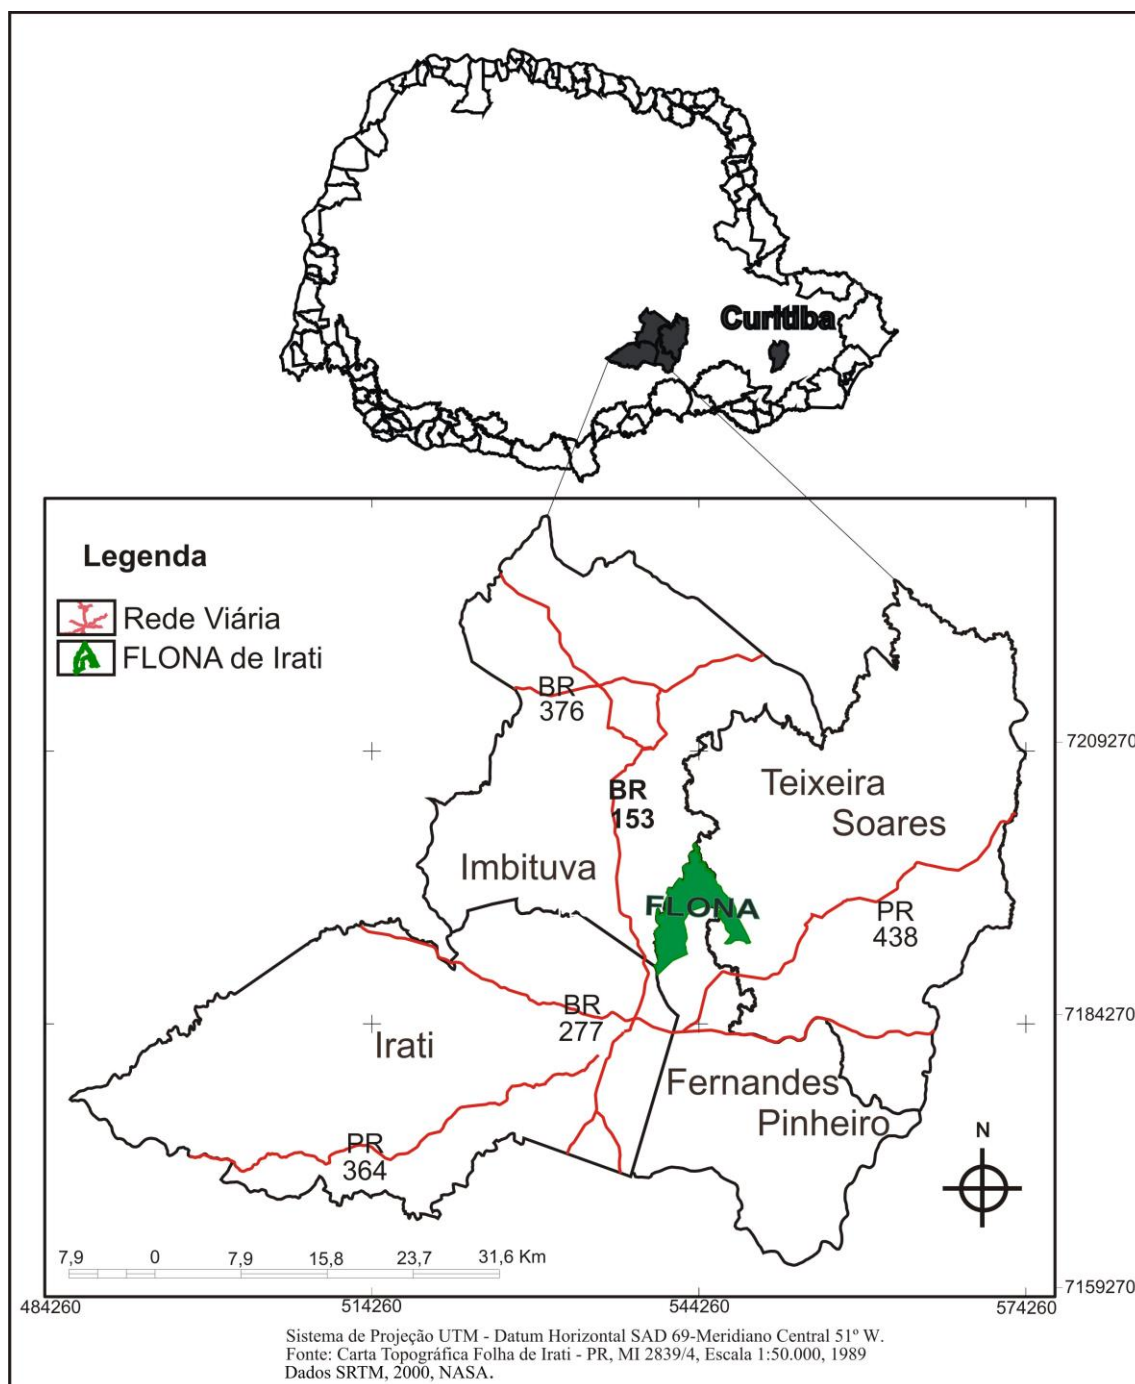 Curitiba
Legenda
Rede Viária
FLONA de Irati
BR
376
7209270
BR
153
Teixeira
Soares
Imbituva
FLONA
PR
438
BR
277
7184270
Irati
Fernandes
Pinheiro
PR
364
N
7,9 0 7,9 15,8 23,7 31,6 Km
7159270
484260 514260 544260 574260
Sistema de Projeção UTM - Datum Horizontal SAD 69-Meridiano Central 51º W.
Fonte: Carta Topográfica Folha de Irati - PR, MI 2839/4, Escala 1:50.000, 1989
Dados SRTM, 2000, NASA.